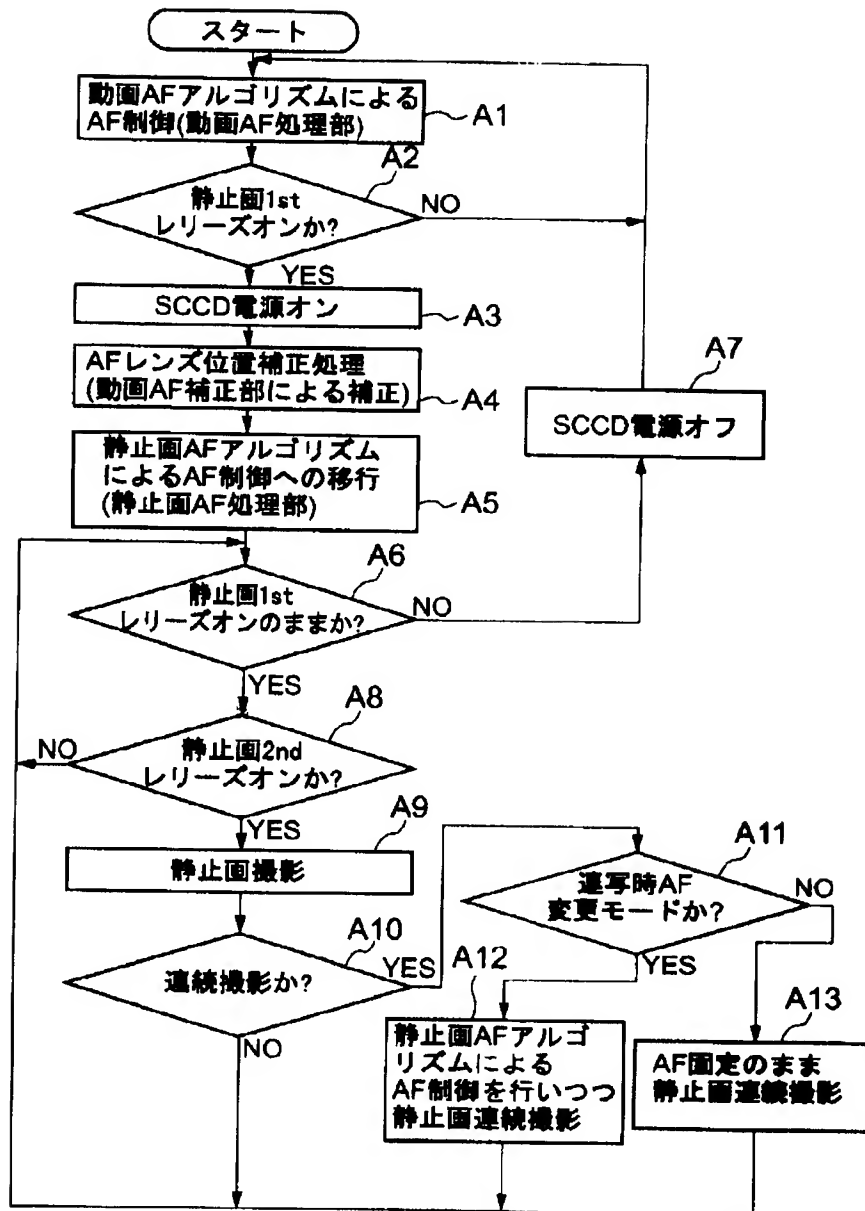 スタート
動画AFアルゴリズムによる
AF制御(動画AF処理部)
A1
A2
静止画1st
レリーズオンか?
NO
YES
SCCD電源オン
A3
AFレンズ位置補正処理
(動画AF補正部による補正)
A4
A7
SCCD電源オフ
静止画AFアルゴリズム
によるAF制御への移行
(静止画AF処理部)
A5
A6
静止画1st
レリーズオンのままか?
NO
YES
A8
NO
静止画2nd
レリーズオンか?
YES
A9
静止画撮影
A11
連写時AF
変更モードか?
NO
YES
A10
連続撮影か?
YES
NO
A12
静止画AFアルゴ
リズムによる
AF制御を行いつつ
静止画連続撮影
A13
AF固定のまま
静止画連続撮影